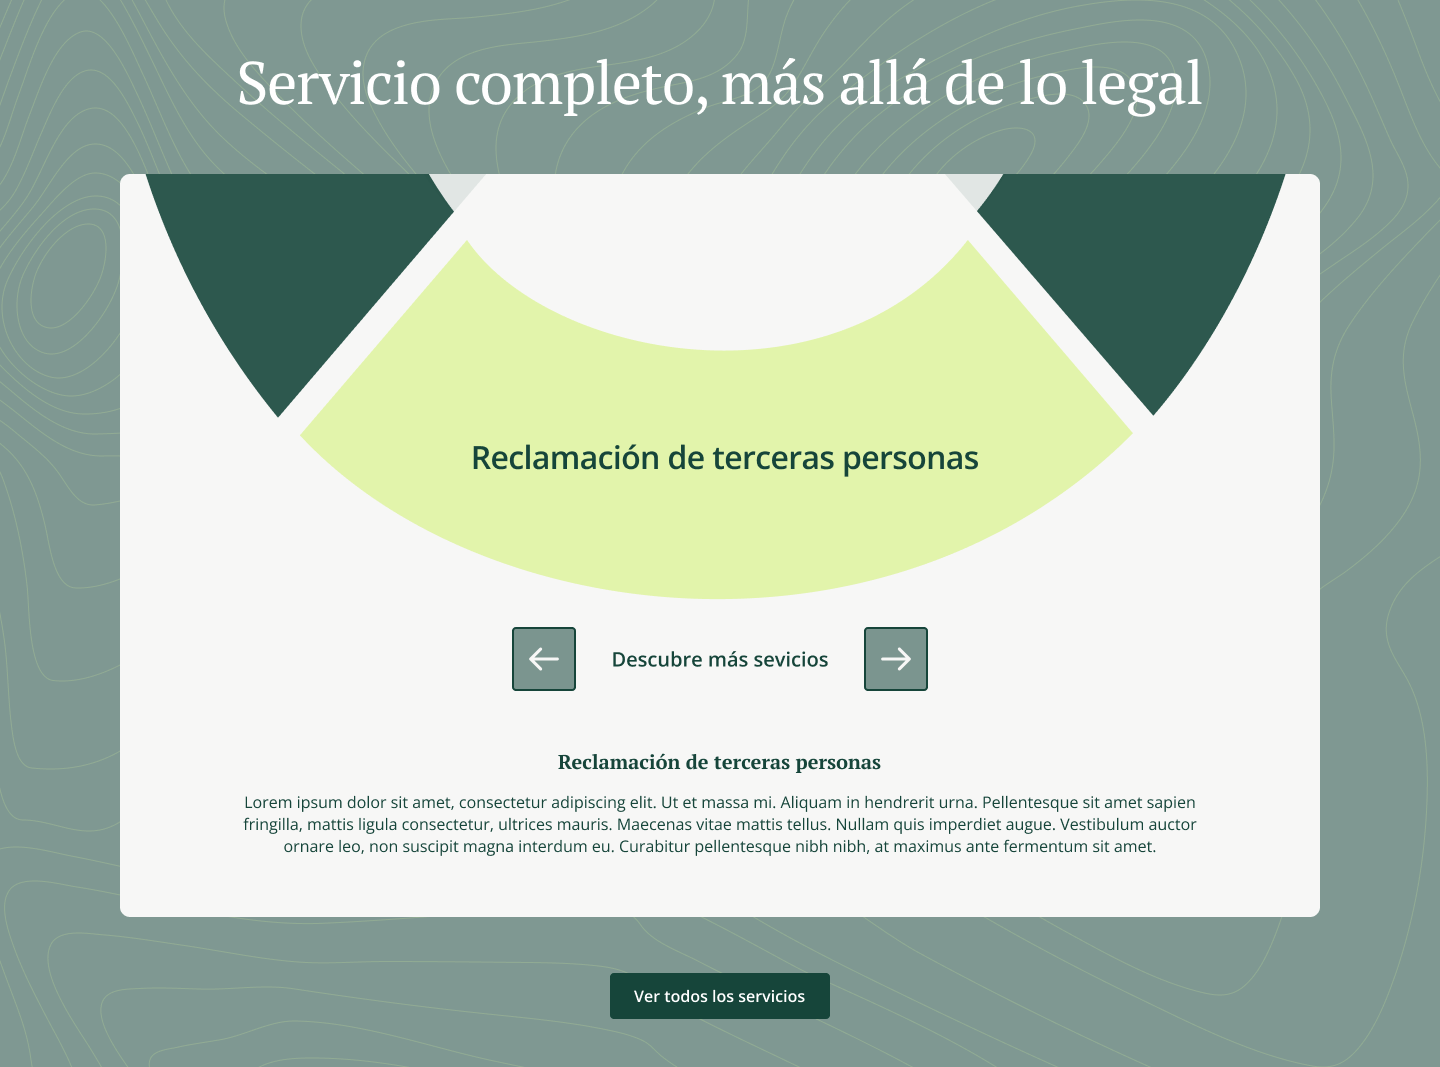 Servicio completo, más allá de lo legal
Reclamación de terceras personas
Descubre más sevicios
Reclamación de terceras personas
Lorem ipsum dolor sit amet, consectetur adipiscing elit. Ut et massa mi. Aliquam in hendrerit urna. Pellentesque sit amet sapien
fringilla, mattis ligula consectetur, ultrices mauris. Maecenas vitae mattis tellus. Nullam quis imperdiet augue. Vestibulum auctor
ornare leo, non suscipit magna interdum eu. Curabitur pellentesque nibh nibh, at maximus ante fermentum sit amet.
Ver todos los servicios